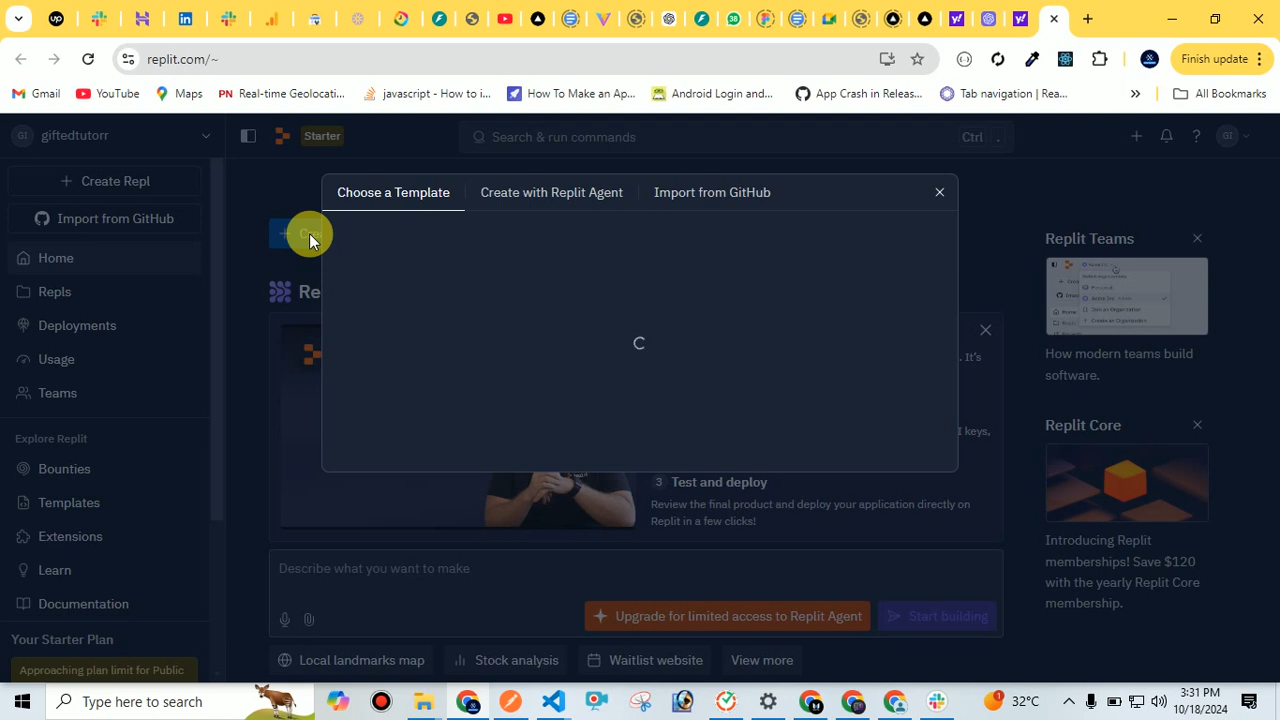 replit.com/~
Finish update
Gmail
YouTube
Maps
Real-time Geolocati...
javascript - How to i...
How To Make an Ap...
Android Login and...
App Crash in Releas...
Tab navigation | Rea...
All Bookmarks
GI
giftedtutorr
Starter
Search & run commands
Ctrl .
GI
Create Repl
Import from GitHub
Home
Repls
Deployments
Usage
Teams
Explore Replit
Bounties
Templates
Extensions
Learn
Documentation
Your Starter Plan
Approaching plan limit for Public
Choose a Template
Create with Replit Agent
Import from GitHub
Cre
Re
. It's
I keys,
3 Test and deploy
Review the final product and deploy your application directly on
Replit in a few clicks!
Describe what you want to make
Upgrade for limited access to Replit Agent
Start building
Local landmarks map
Stock analysis
Waitlist website
View more
Replit Teams
How modern teams build
software.
Replit Core
Introducing Replit
memberships! Save $120
with the yearly Replit Core
membership.
Type here to search
1
32°C
3:31 PM
10/18/2024